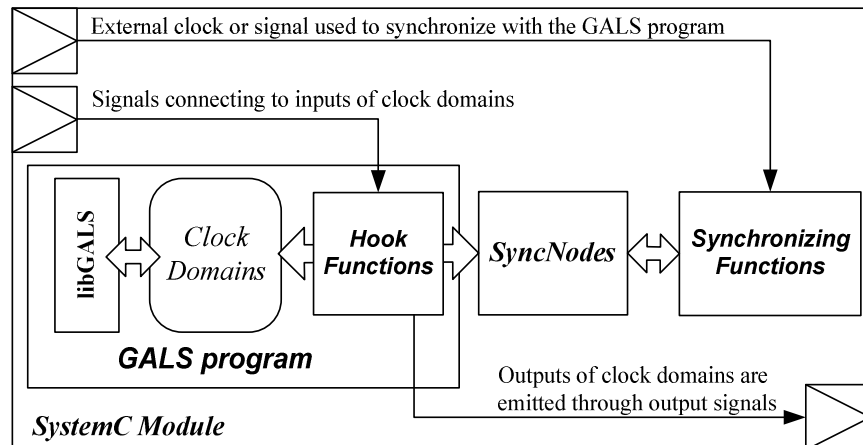 External clock or signal used to synchronize with the GALS program
Signals connecting to inputs of clock domains
libGALS
Clock
Domains
Hook
Functions
SyncNodes
Synchronizing
Functions
GALS program
Outputs of clock domains are
emitted through output signals
SystemC Module